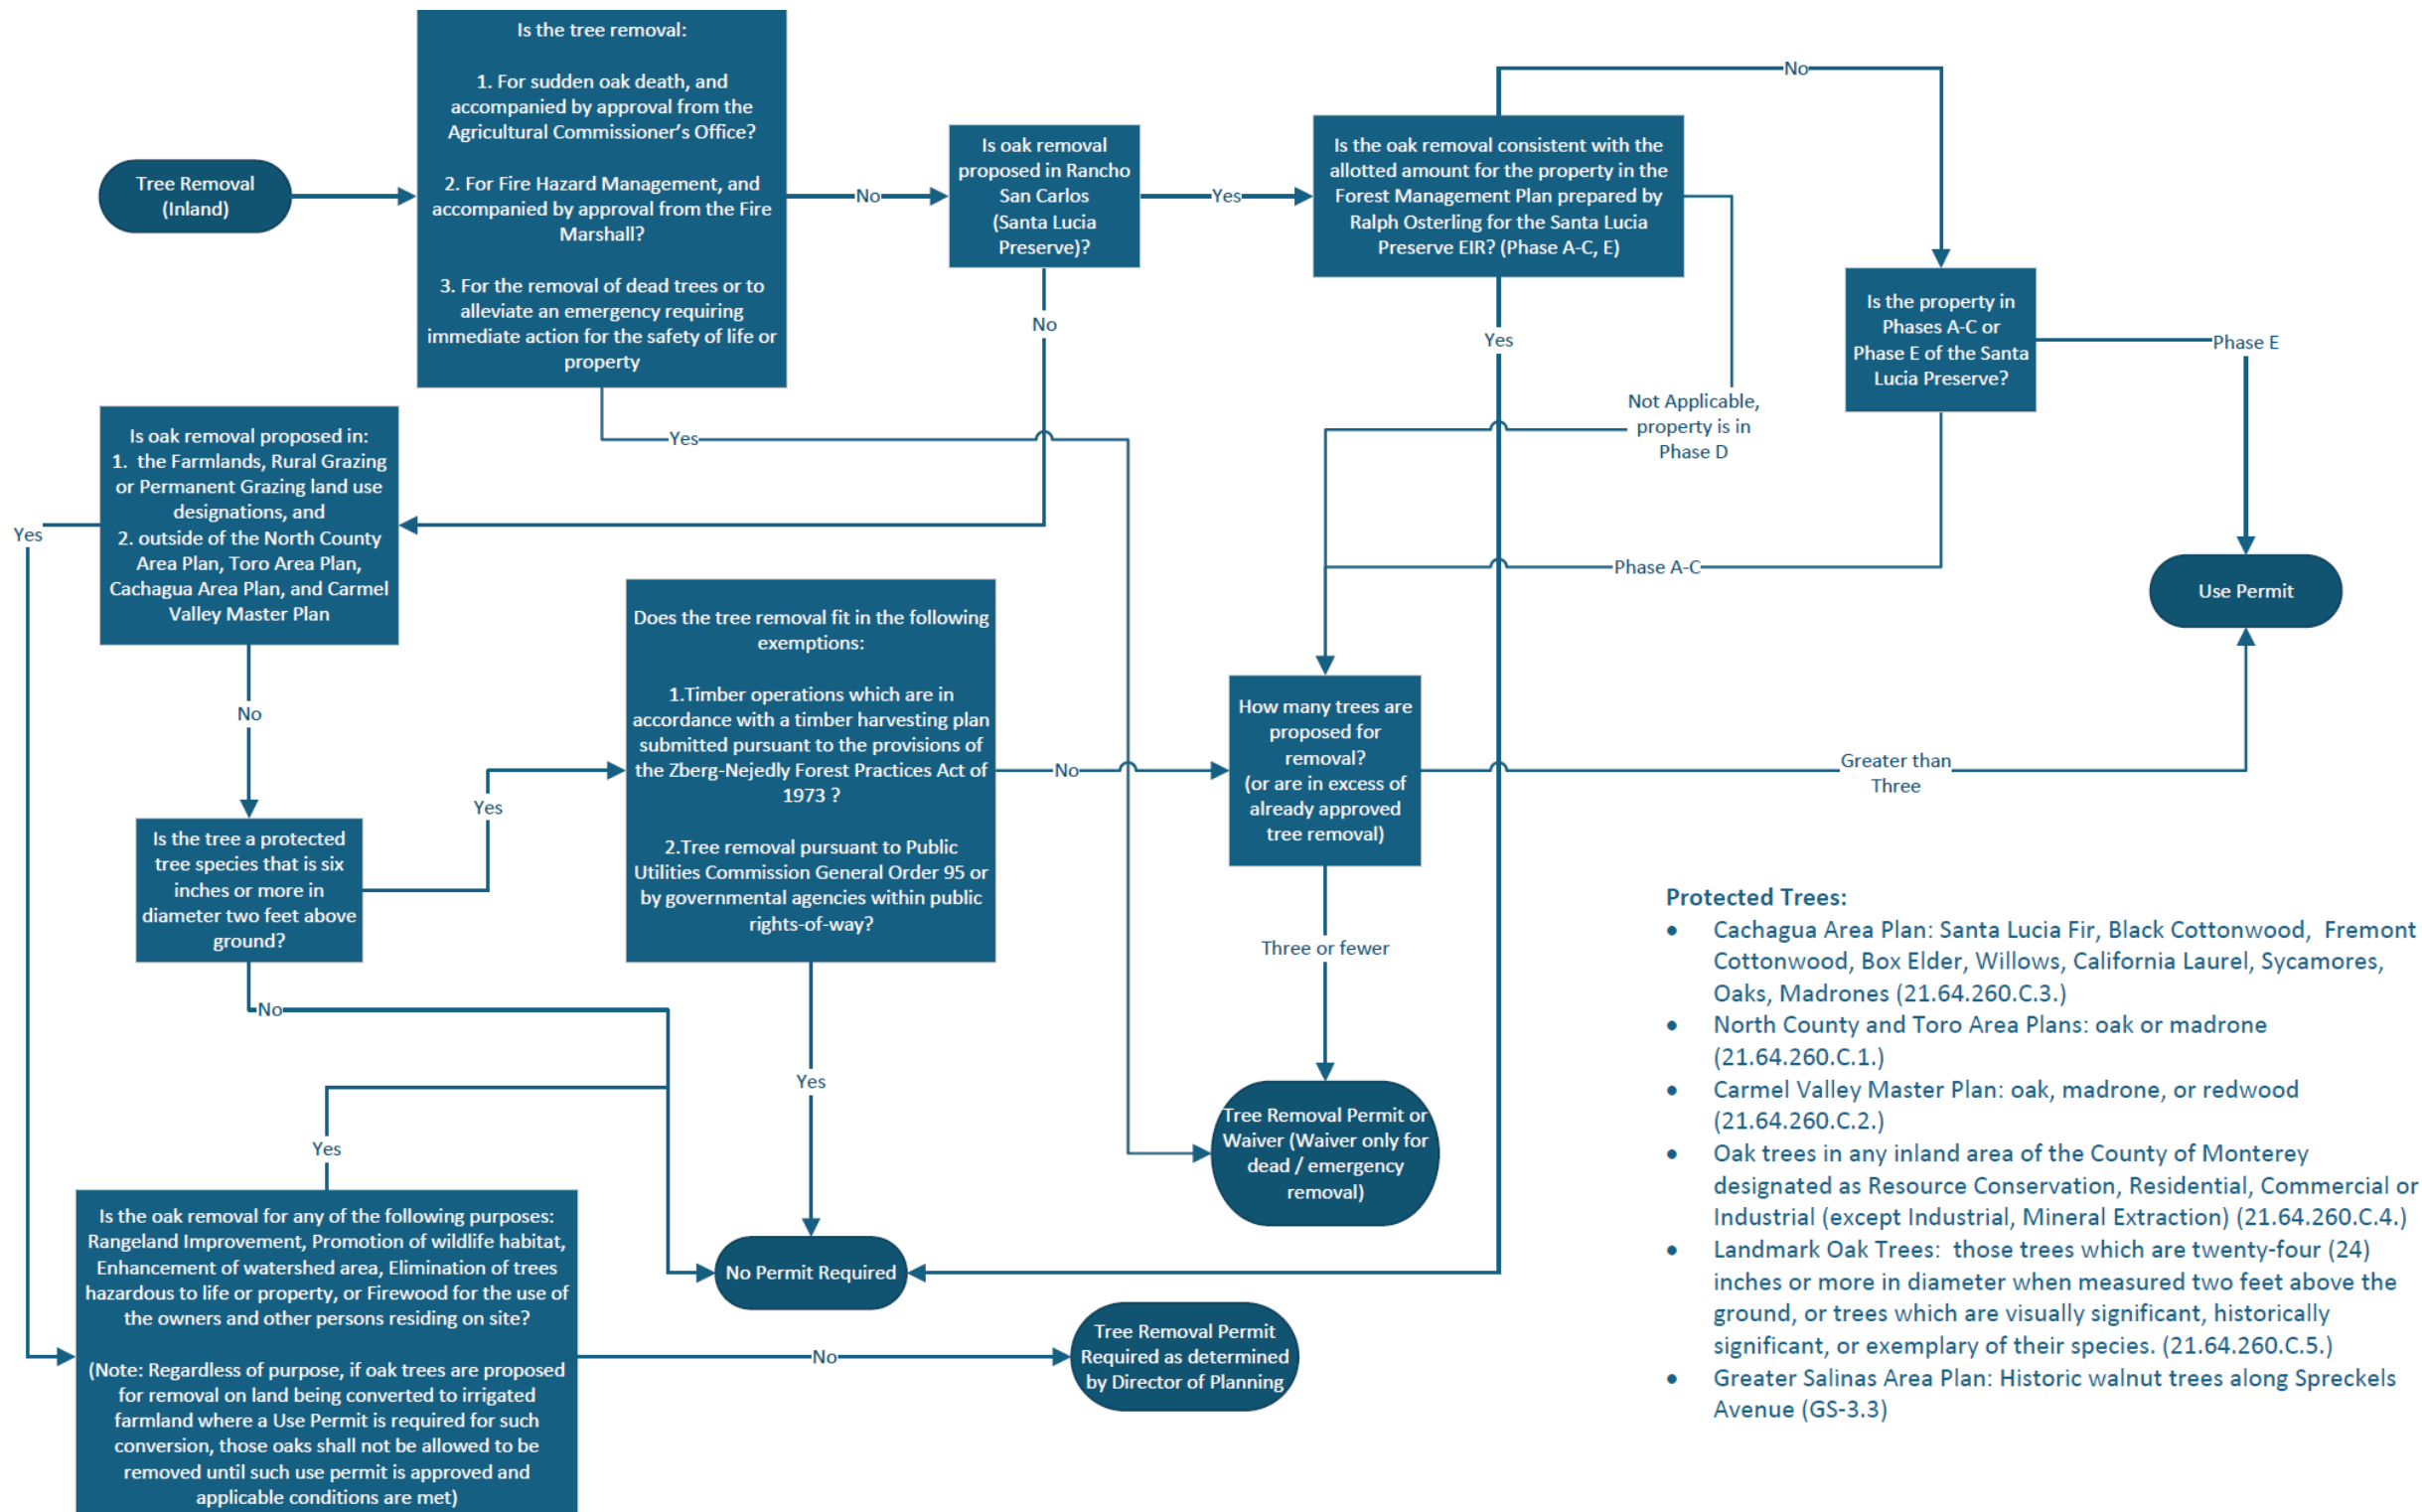 Is the tree removal:
1. For sudden oak death, and
accompanied by approval from the
Agricultural Commissioner's Office?
2. For Fire Hazard Management, and
accompanied by approval from the Fire
Marshall?
3. For the removal of dead trees or to
alleviate an emergency requiring
immediate action for the safety of life or
property
Tree Removal
(Inland)
No
Is oak removal
proposed in Rancho
San Carlos
(Santa Lucia
Preserve)?
Yes
Is the oak removal consistent with the
allotted amount for the property in the
Forest Management Plan prepared by
Ralph Osterling for the Santa Lucia
Preserve EIR? (Phase A-C, E)
No
Is the property in
Phases A-C or
Phase E of the Santa
Lucia Preserve?
Phase E
No
Yes
Not Applicable,
property is in
Phase D
Yes
Is oak removal proposed in:
1. the Farmlands, Rural Grazing
or Permanent Grazing land use
designations, and
2. outside of the North County
Area Plan, Toro Area Plan,
Cachagua Area Plan, and Carmel
Valley Master Plan
Yes
Phase A-C
Use Permit
No
Does the tree removal fit in the following
exemptions:
1.Timber operations which are in
accordance with a timber harvesting plan
submitted pursuant to the provisions of
the Zberg-Nejedly Forest Practices Act of
1973 ?
2.Tree removal pursuant to Public
Utilities Commission General Order 95 or
by governmental agencies within public
rights-of-way?
Yes
No
How many trees are
proposed for
removal?
(or are in excess of
already approved
tree removal)
Greater than
Three
Is the tree a protected
tree species that is six
inches or more in
diameter two feet above
ground?
Three or fewer
No
Yes
Yes
Tree Removal Permit or
Waiver (Waiver only for
dead / emergency
removal)
Is the oak removal for any of the following purposes:
Rangeland Improvement, Promotion of wildlife habitat,
Enhancement of watershed area, Elimination of trees
hazardous to life or property, or Firewood for the use of
the owners and other persons residing on site?
(Note: Regardless of purpose, if oak trees are proposed
for removal on land being converted to irrigated
farmland where a Use Permit is required for such
conversion, those oaks shall not be allowed to be
removed until such use permit is approved and
applicable conditions are met)
No Permit Required
No
Tree Removal Permit
Required as determined
by Director of Planning
Protected Trees:
• Cachagua Area Plan: Santa Lucia Fir, Black Cottonwood, Fremont
Cottonwood, Box Elder, Willows, California Laurel, Sycamores,
Oaks, Madrones (21.64.260.C.3.)
• North County and Toro Area Plans: oak or madrone
(21.64.260.C.1.)
• Carmel Valley Master Plan: oak, madrone, or redwood
(21.64.260.C.2.)
• Oak trees in any inland area of the County of Monterey
designated as Resource Conservation, Residential, Commercial or
Industrial (except Industrial, Mineral Extraction) (21.64.260.C.4.)
• Landmark Oak Trees: those trees which are twenty-four (24)
inches or more in diameter when measured two feet above the
ground, or trees which are visually significant, historically
significant, or exemplary of their species. (21.64.260.C.5.)
• Greater Salinas Area Plan: Historic walnut trees along Spreckels
Avenue (GS-3.3)